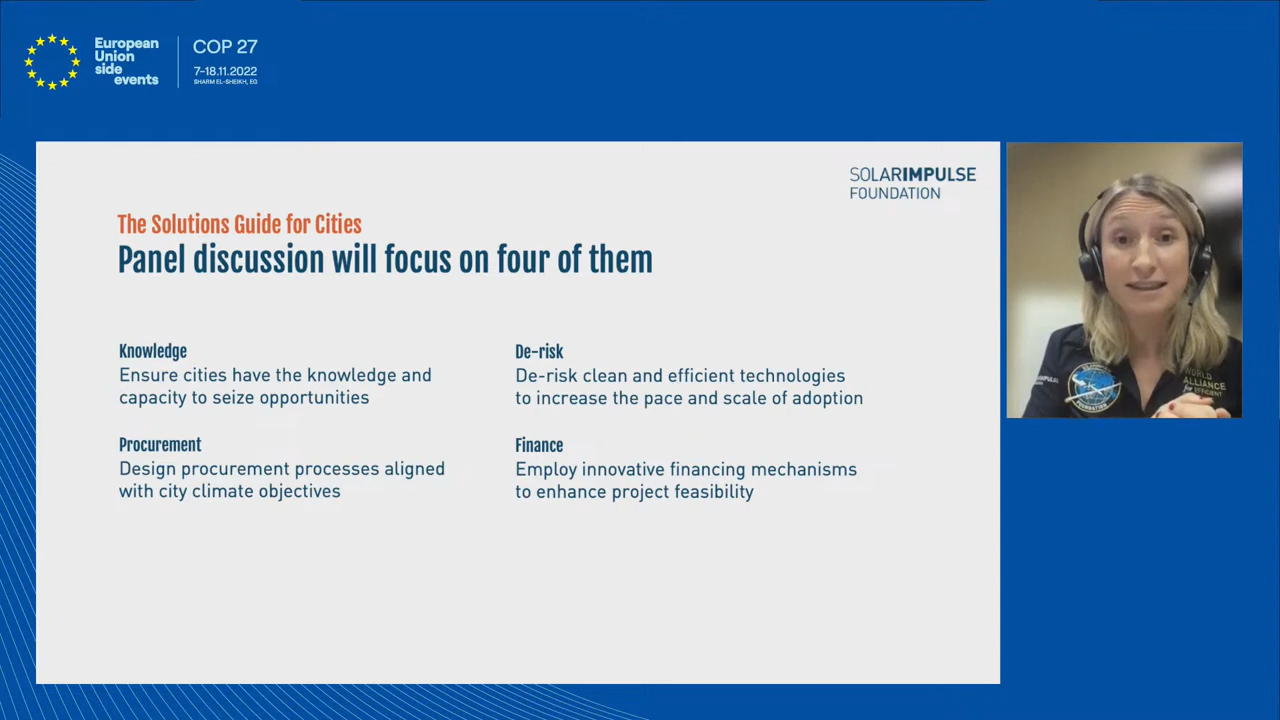 European
Union
side
events
COP 27
7-18.11.2022
SHARM EL-SHEIKH, EG
SOLARIMPULSE
FOUNDATION
The Solutions Guide for Cities
Panel discussion will focus on four of them
Knowledge
Ensure cities have the knowledge and
capacity to seize opportunities
De-risk
De-risk clean and efficient technologies
to increase the pace and scale of adoption
Procurement
Design procurement processes aligned
with city climate objectives
Finance
Employ innovative financing mechanisms
to enhance project feasibility
WORLD
ALLIANCE
for EFFICIENT
FOUNDATION